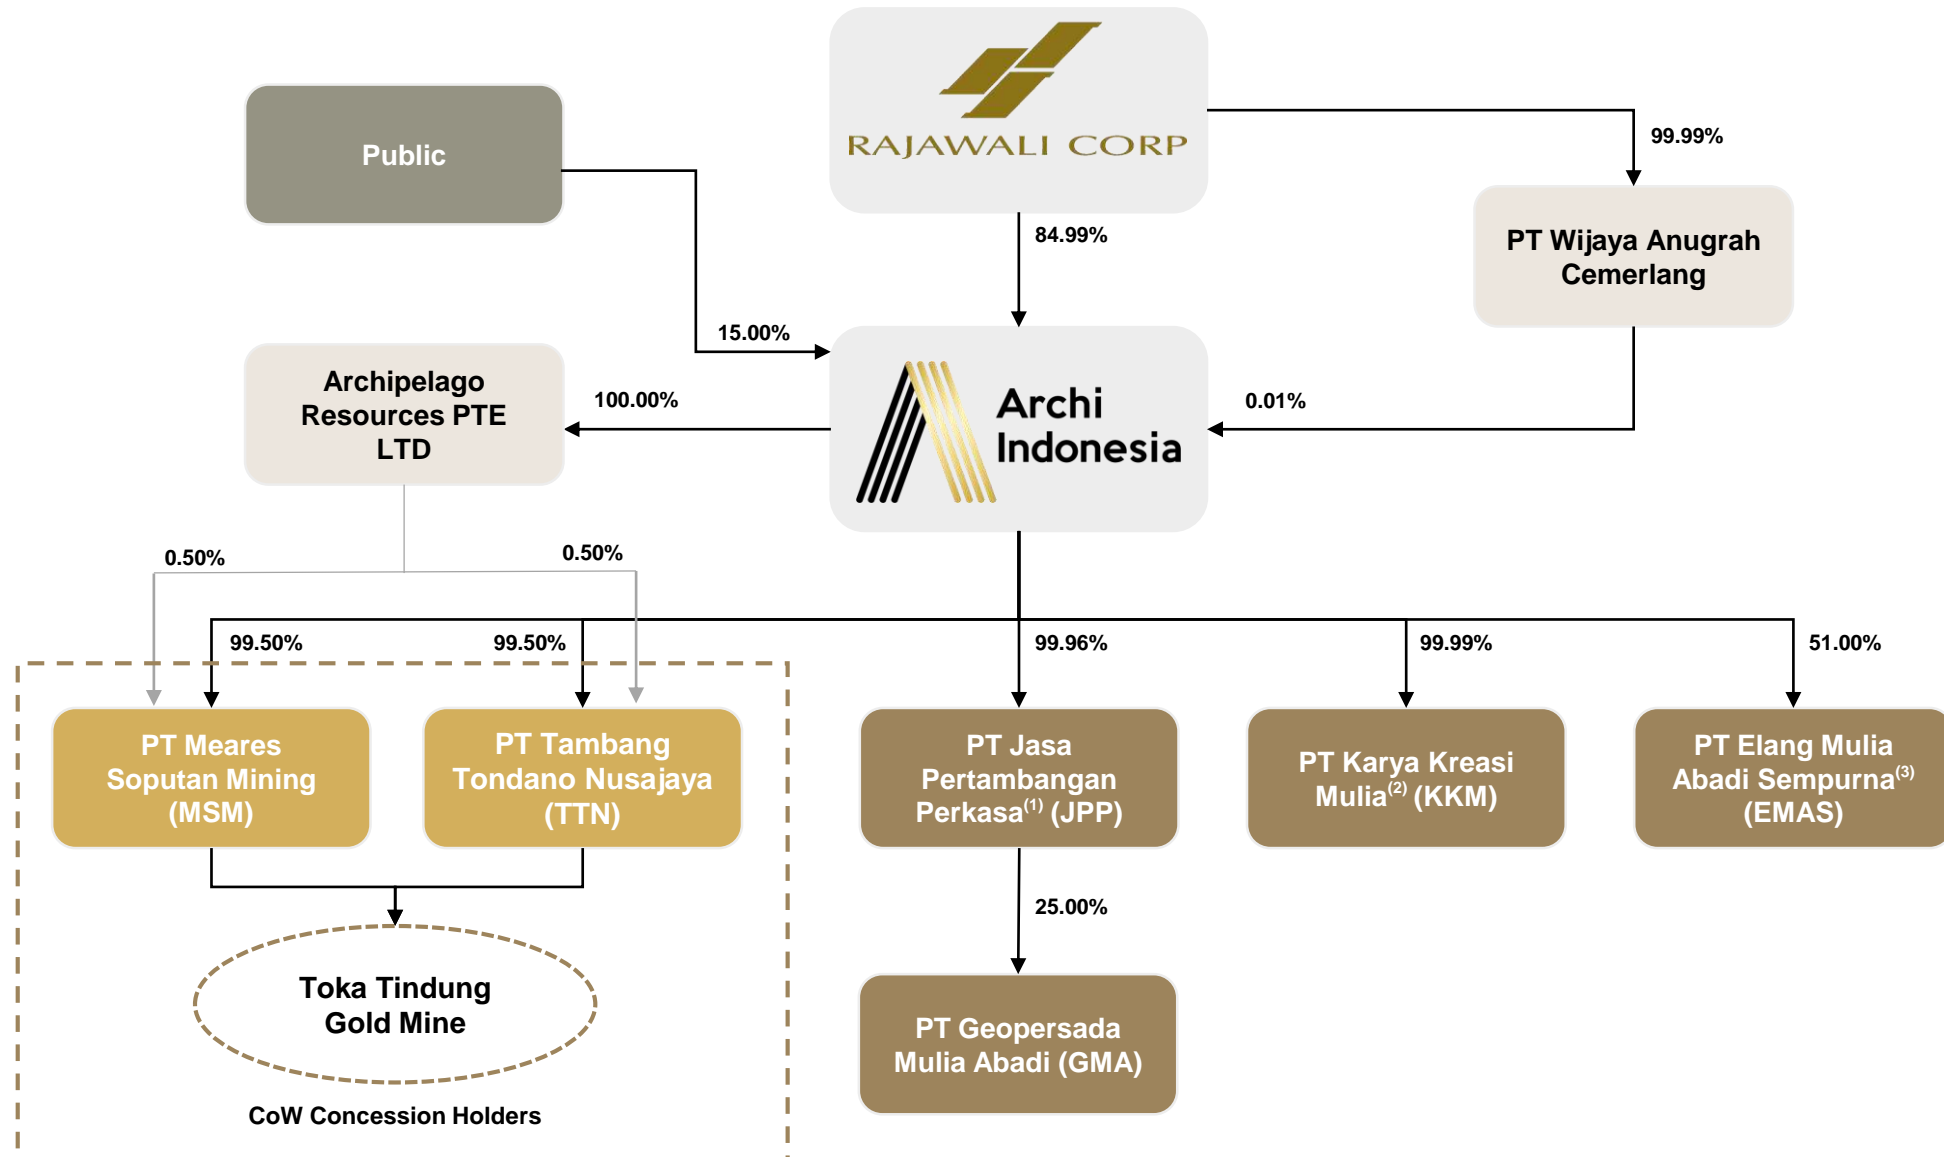 RAJAWALI CORP
Public
99.99%
84.99%
PT Wijaya Anugrah
Cemerlang
15.00%
Archipelago
Resources PTE
LTD
100.00%
Archi
Indonesia
0.01%
0.50%
0.50%
99.50%
99.50%
99.96%
99.99%
51.00%
PT Meares
Soputan Mining
(MSM)
PT Tambang
Tondano Nusajaya
(TTN)
PT Jasa
Pertambangan
Perkasa(1) (JPP)
PT Karya Kreasi
Mulia(2) (KKM)
PT Elang Mulia
Abadi Sempurna(3)
(EMAS)
25.00%
Toka Tindung
Gold Mine
PT Geopersada
Mulia Abadi (GMA)
CoW Concession Holders